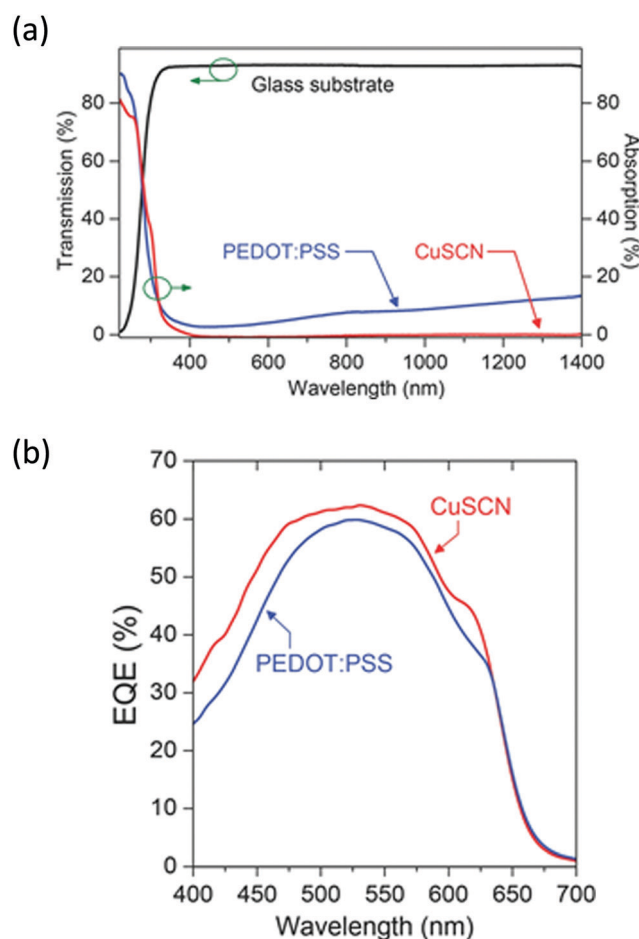 (a)
Transmission (%)
80
60
40
20
0
Glass substrate
PEDOT:PSS
CuSCN
80
60
40
20
0
Absorption (%)
400 600 800 1000 1200 1400
Wavelength (nm)
(b)
EQE (%)
70
60
50
40
30
20
10
0
CuSCN
PEDOT:PSS
400 450 500 550 600 650 700
Wavelength (nm)